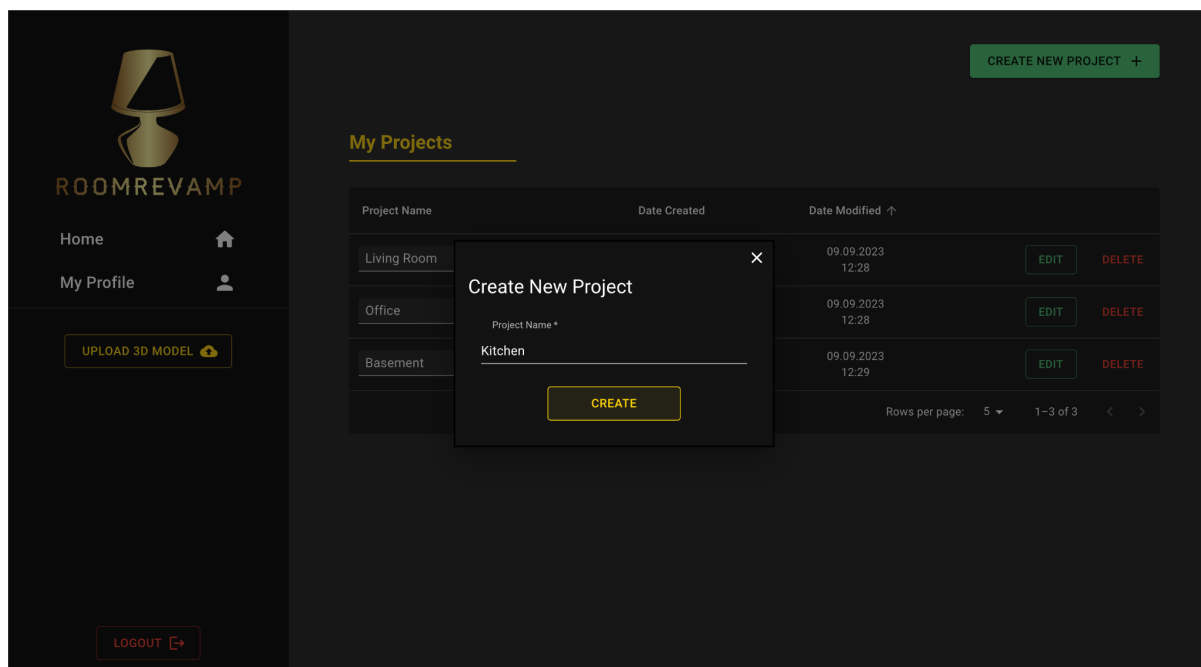 ROOMREVAMP
Home
My Profile
UPLOAD 3D MODEL
LOGOUT
CREATE NEW PROJECT +
My Projects
Project Name Date Created Date Modified ↑
Living Room 09.09.2023
12:28 EDIT DELETE
Office 09.09.2023
12:28 EDIT DELETE
Basement 09.09.2023
12:29 EDIT DELETE
Rows per page: 5 1–3 of 3
Create New Project
Project Name *
Kitchen
CREATE